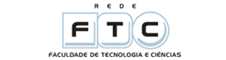 REDE
FTC
FACULDADE DE TECNOLOGIA E CIÊNCIAS